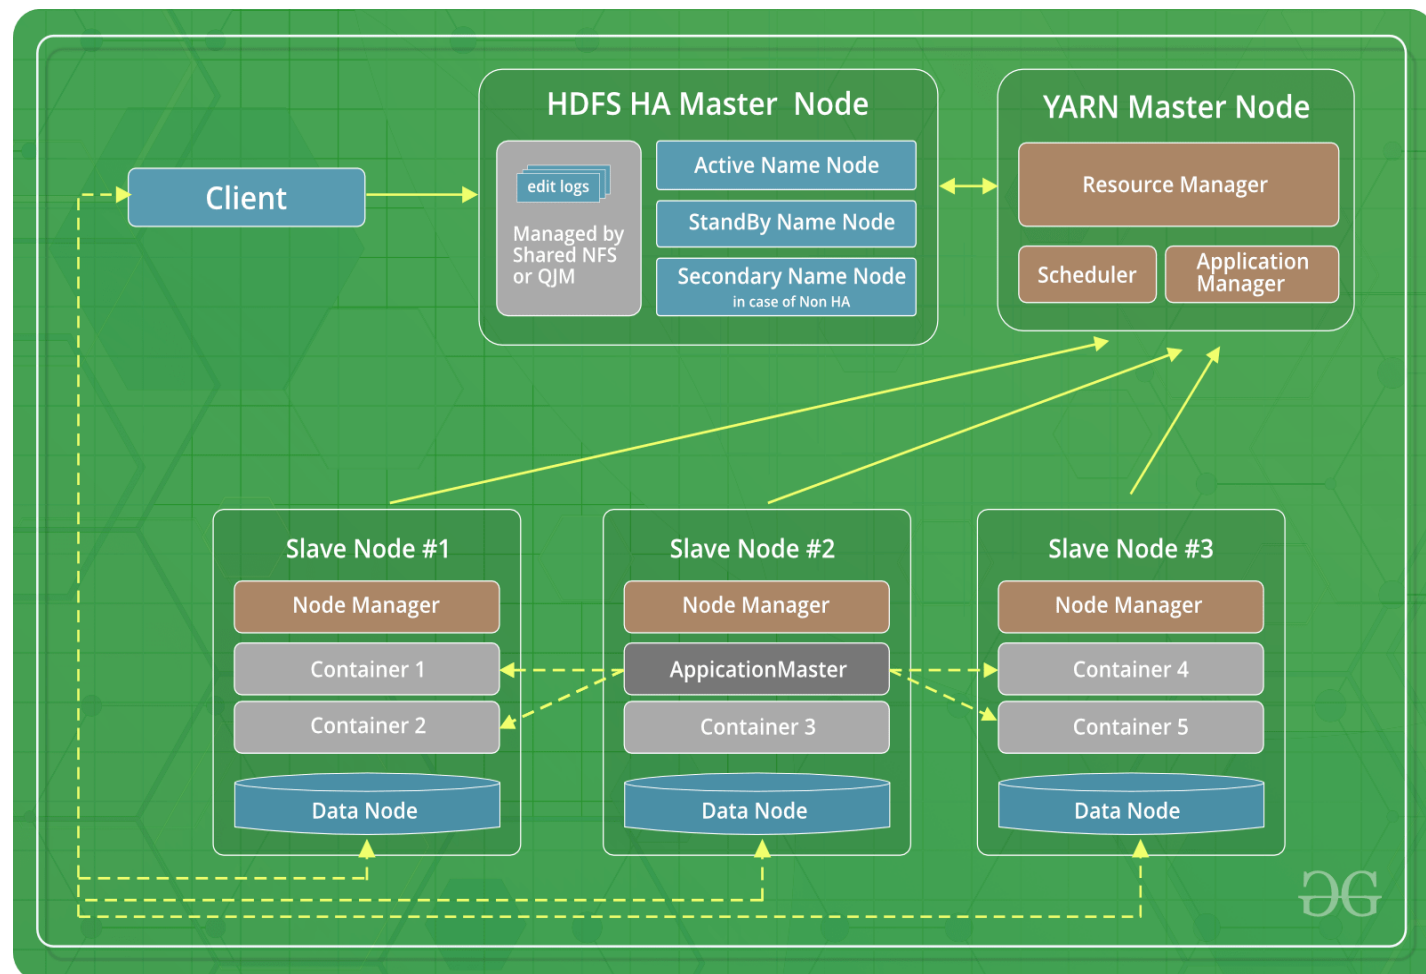 HDFS HA Master Node
YARN Master Node
Client
edit logs
Managed by
Shared NFS
or QJM
Active Name Node
StandBy Name Node
Secondary Name Node
in case of Non HA
Resource Manager
Scheduler
Application
Manager
Slave Node #1
Node Manager
Container 1
Container 2
Data Node
Slave Node #2
Node Manager
AppicationMaster
Container 3
Data Node
Slave Node #3
Node Manager
Container 4
Container 5
Data Node